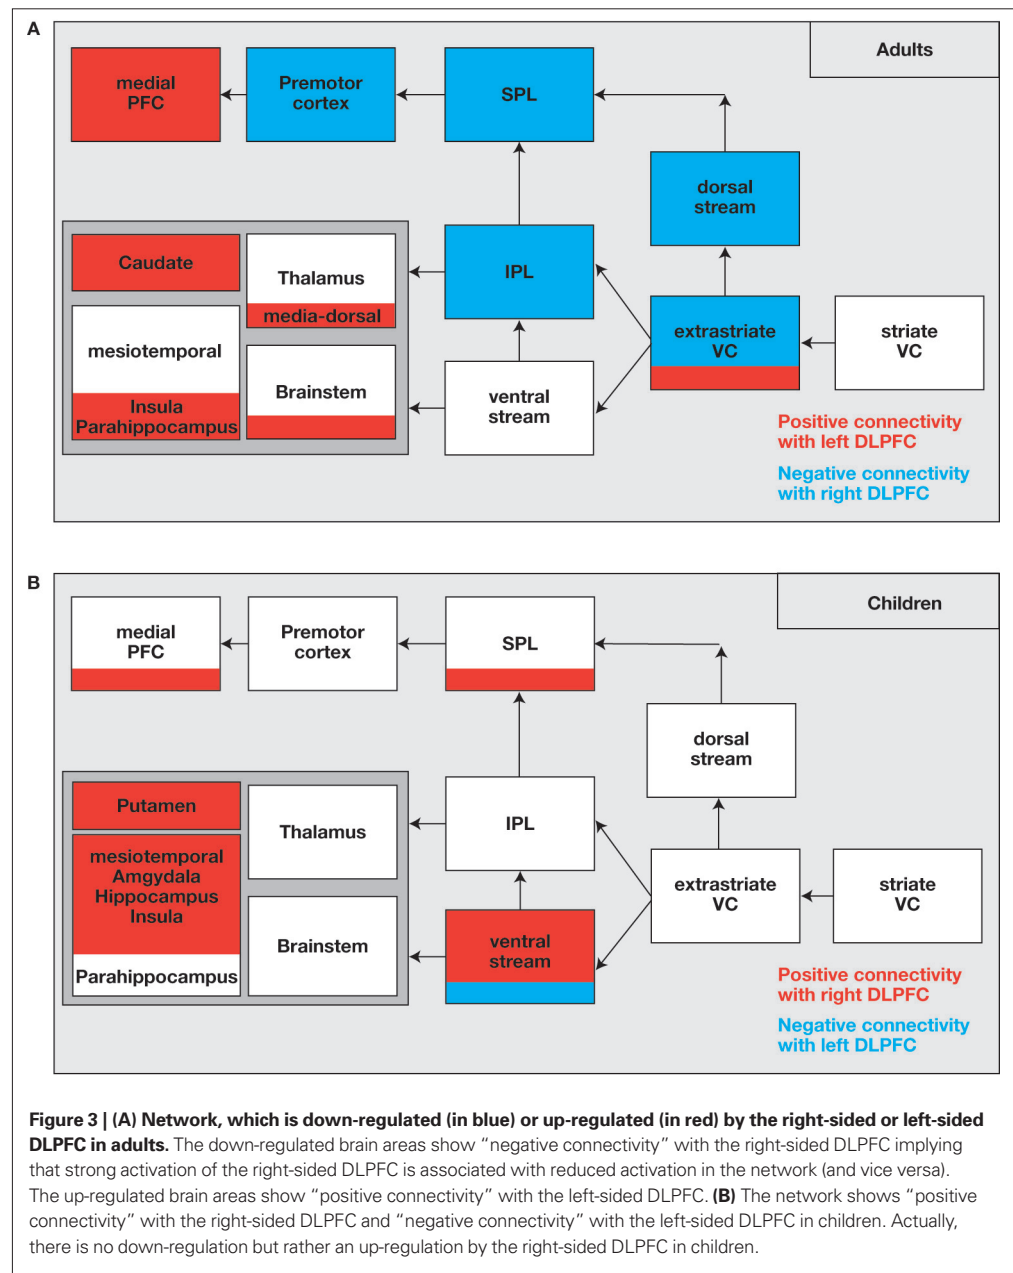 A
Adults
medial
PFC
Premotor
cortex
SPL
dorsal
stream
Caudate
Thalamus
media-dorsal
IPL
mesiotemporal
Insula
Parahippocampus
Brainstem
ventral
stream
extrastriate
VC
striate
VC
Positive connectivity
with left DLPFC
Negative connectivity
with right DLPFC
B
Children
medial
PFC
Premotor
cortex
SPL
dorsal
stream
Putamen
Thalamus
IPL
mesiotemporal
Amgydala
Hippocampus
Insula
Parahippocampus
Brainstem
ventral
stream
extrastriate
VC
striate
VC
Positive connectivity
with right DLPFC
Negative connectivity
with left DLPFC
Figure 3 | (A) Network, which is down-regulated (in blue) or up-regulated (in red) by the right-sided or left-sided
DLPFC in adults. The down-regulated brain areas show “negative connectivity” with the right-sided DLPFC implying
that strong activation of the right-sided DLPFC is associated with reduced activation in the network (and vice versa).
The up-regulated brain areas show “positive connectivity” with the left-sided DLPFC. (B) The network shows “positive
connectivity” with the right-sided DLPFC and “negative connectivity” with the left-sided DLPFC in children. Actually,
there is no down-regulation but rather an up-regulation by the right-sided DLPFC in children.